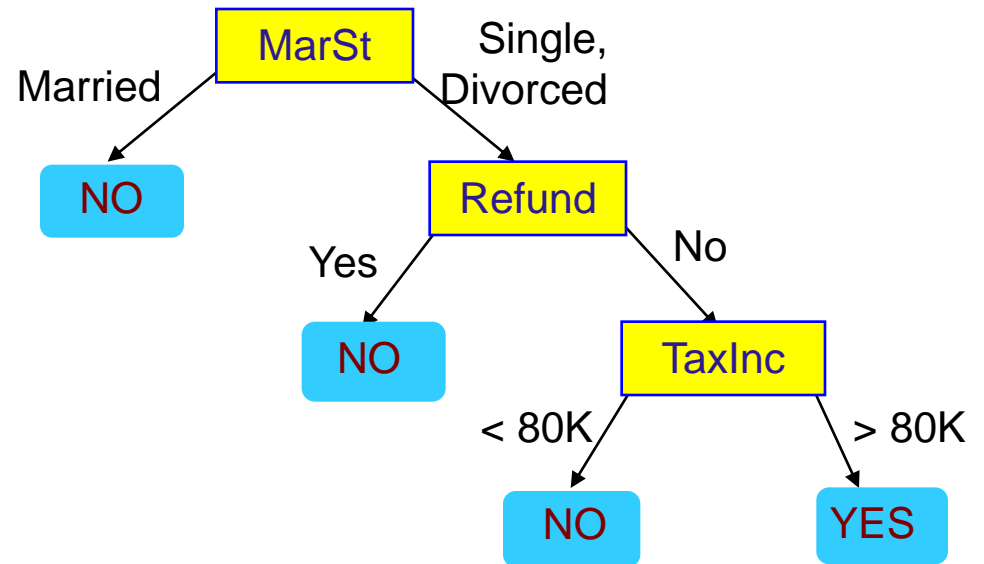 MarSt
Single,
Divorced
Married
NO
Refund
Yes
No
NO
TaxInc
< 80K
> 80K
NO
YES